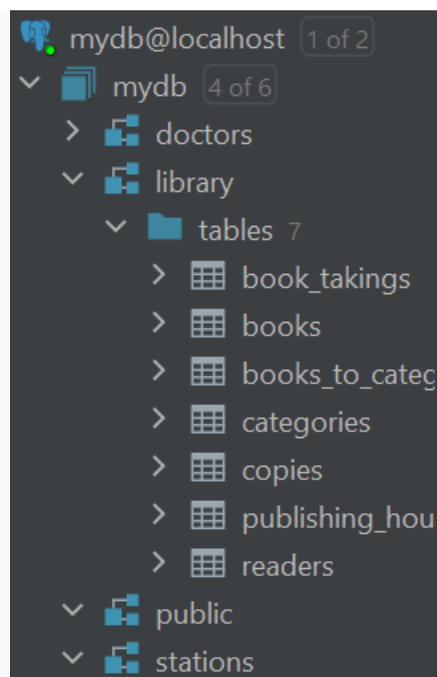 mydb@localhost 1 of 2
mydb 4 of 6
doctors
library
tables 7
book_takings
books
books_to_categ
categories
copies
publishing_hou
readers
public
stations